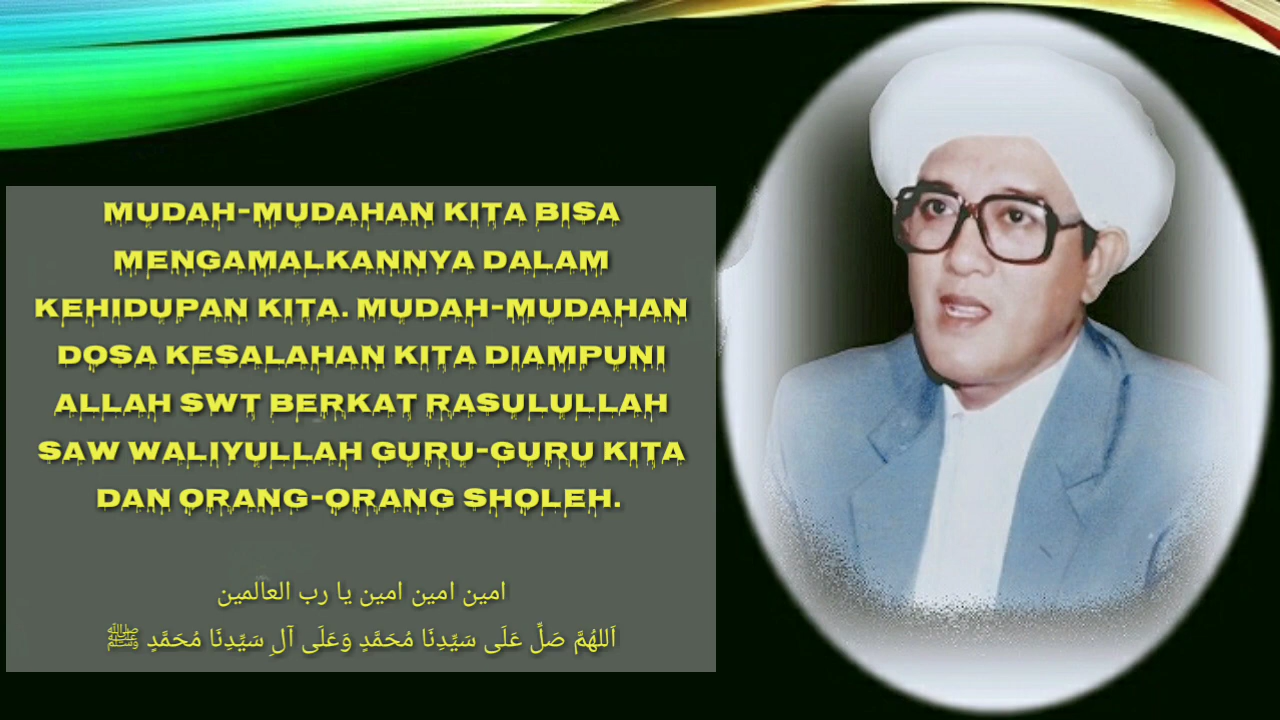 MUDAH-MUDAHAN KITA BISA
MENGAMALKANNYA DALAM
KEHIDUPAN KITA. MUDAH-MUDAHAN
DOSA KESALAHAN KITA DIAMPUNI
ALLAH SWT BERKAT RASULULLAH
SAW WALIYULLAH GURU-GURU KITA
DAN ORANG-ORANG SHOLEH.
امين امين امين يا رب العالمين
اَللهُمَّ صَلِّ عَلَى سَيِّدِنَا مُحَمَّدٍ وَعَلَى آلِ سَيِّدِنَا مُحَمَّدٍ ﷺ